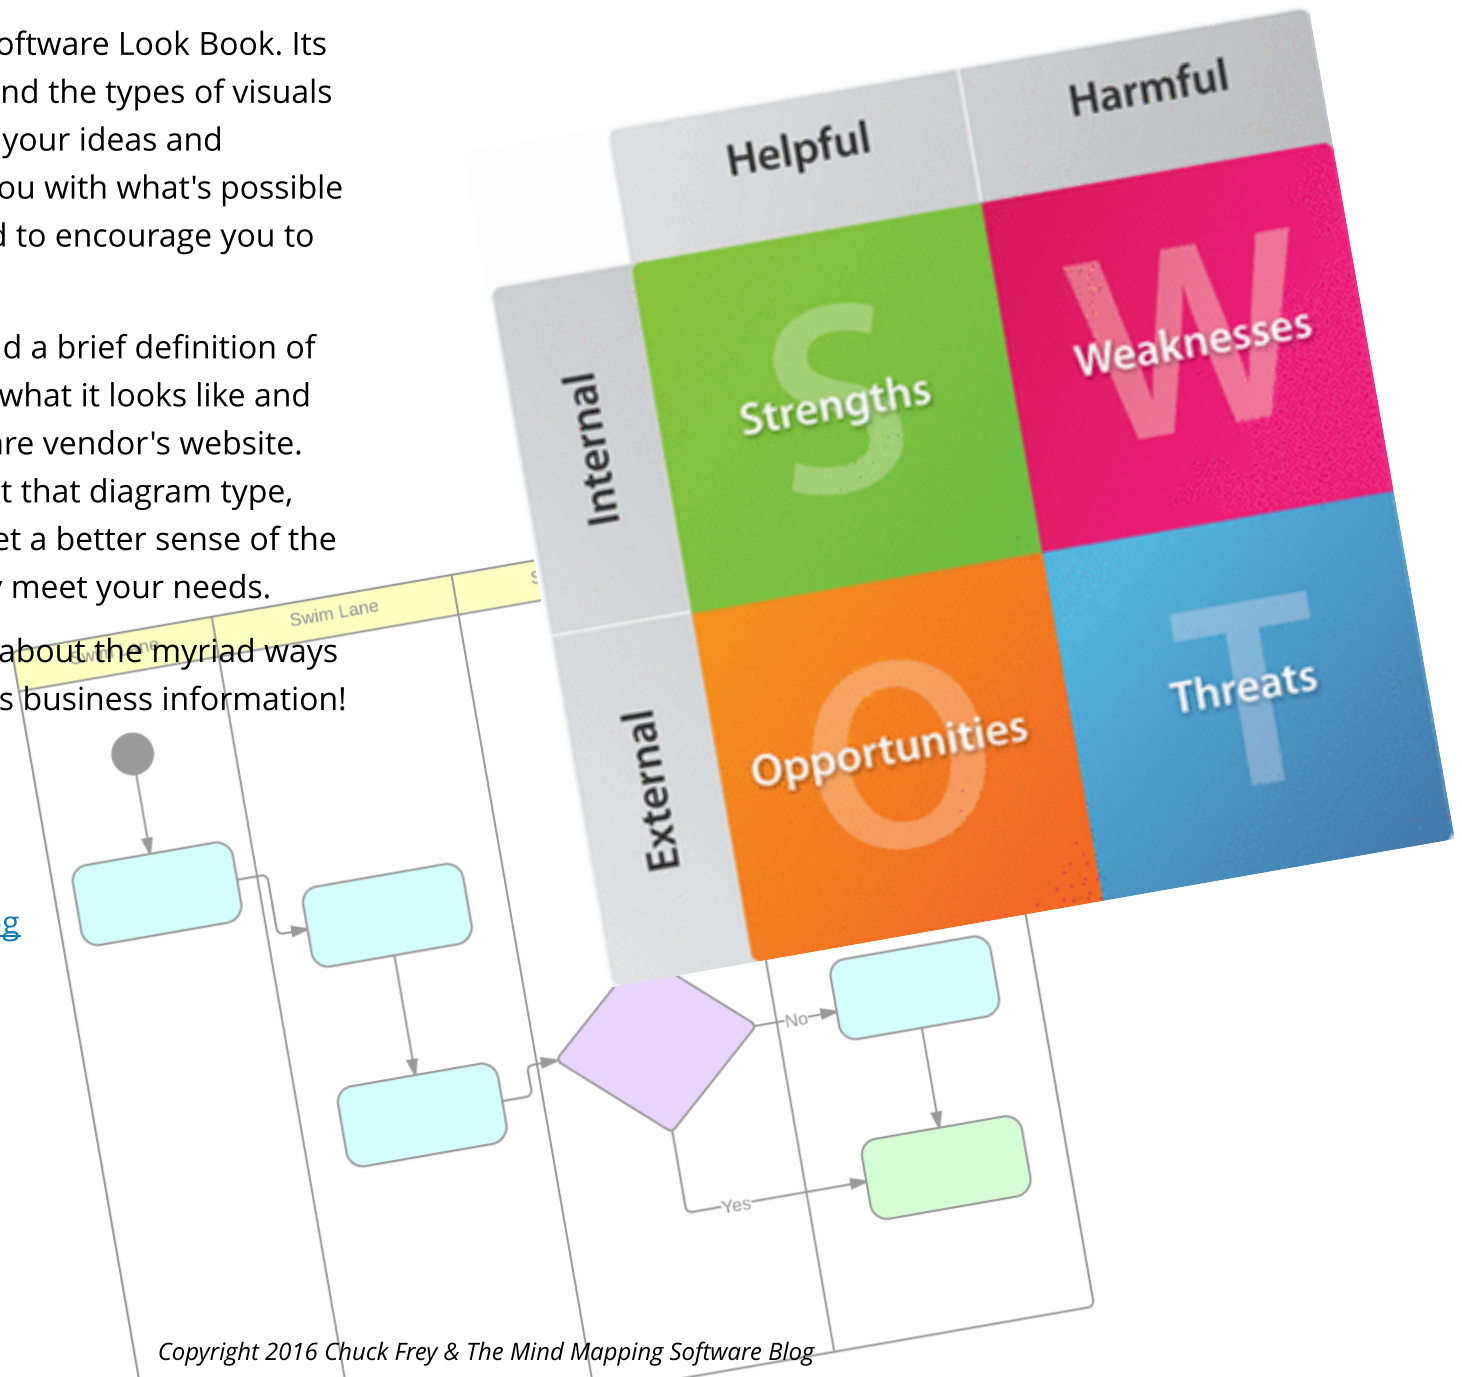 oftware Look Book. Its
nd the types of visuals
your ideas and
ou with what's possible
d to encourage you to
d a brief definition of
what it looks like and
are vendor's website.
t that diagram type,
et a better sense of the
y meet your needs.
about the myriad ways
s business information!
g
Helpful
Harmful
Internal
S
Strengths
W
Weaknesses
External
O
Opportunities
T
Threats
Swim Lane
Swim Lane
S
No
Yes
Copyright 2016 Chuck Frey & The Mind Mapping Software Blog